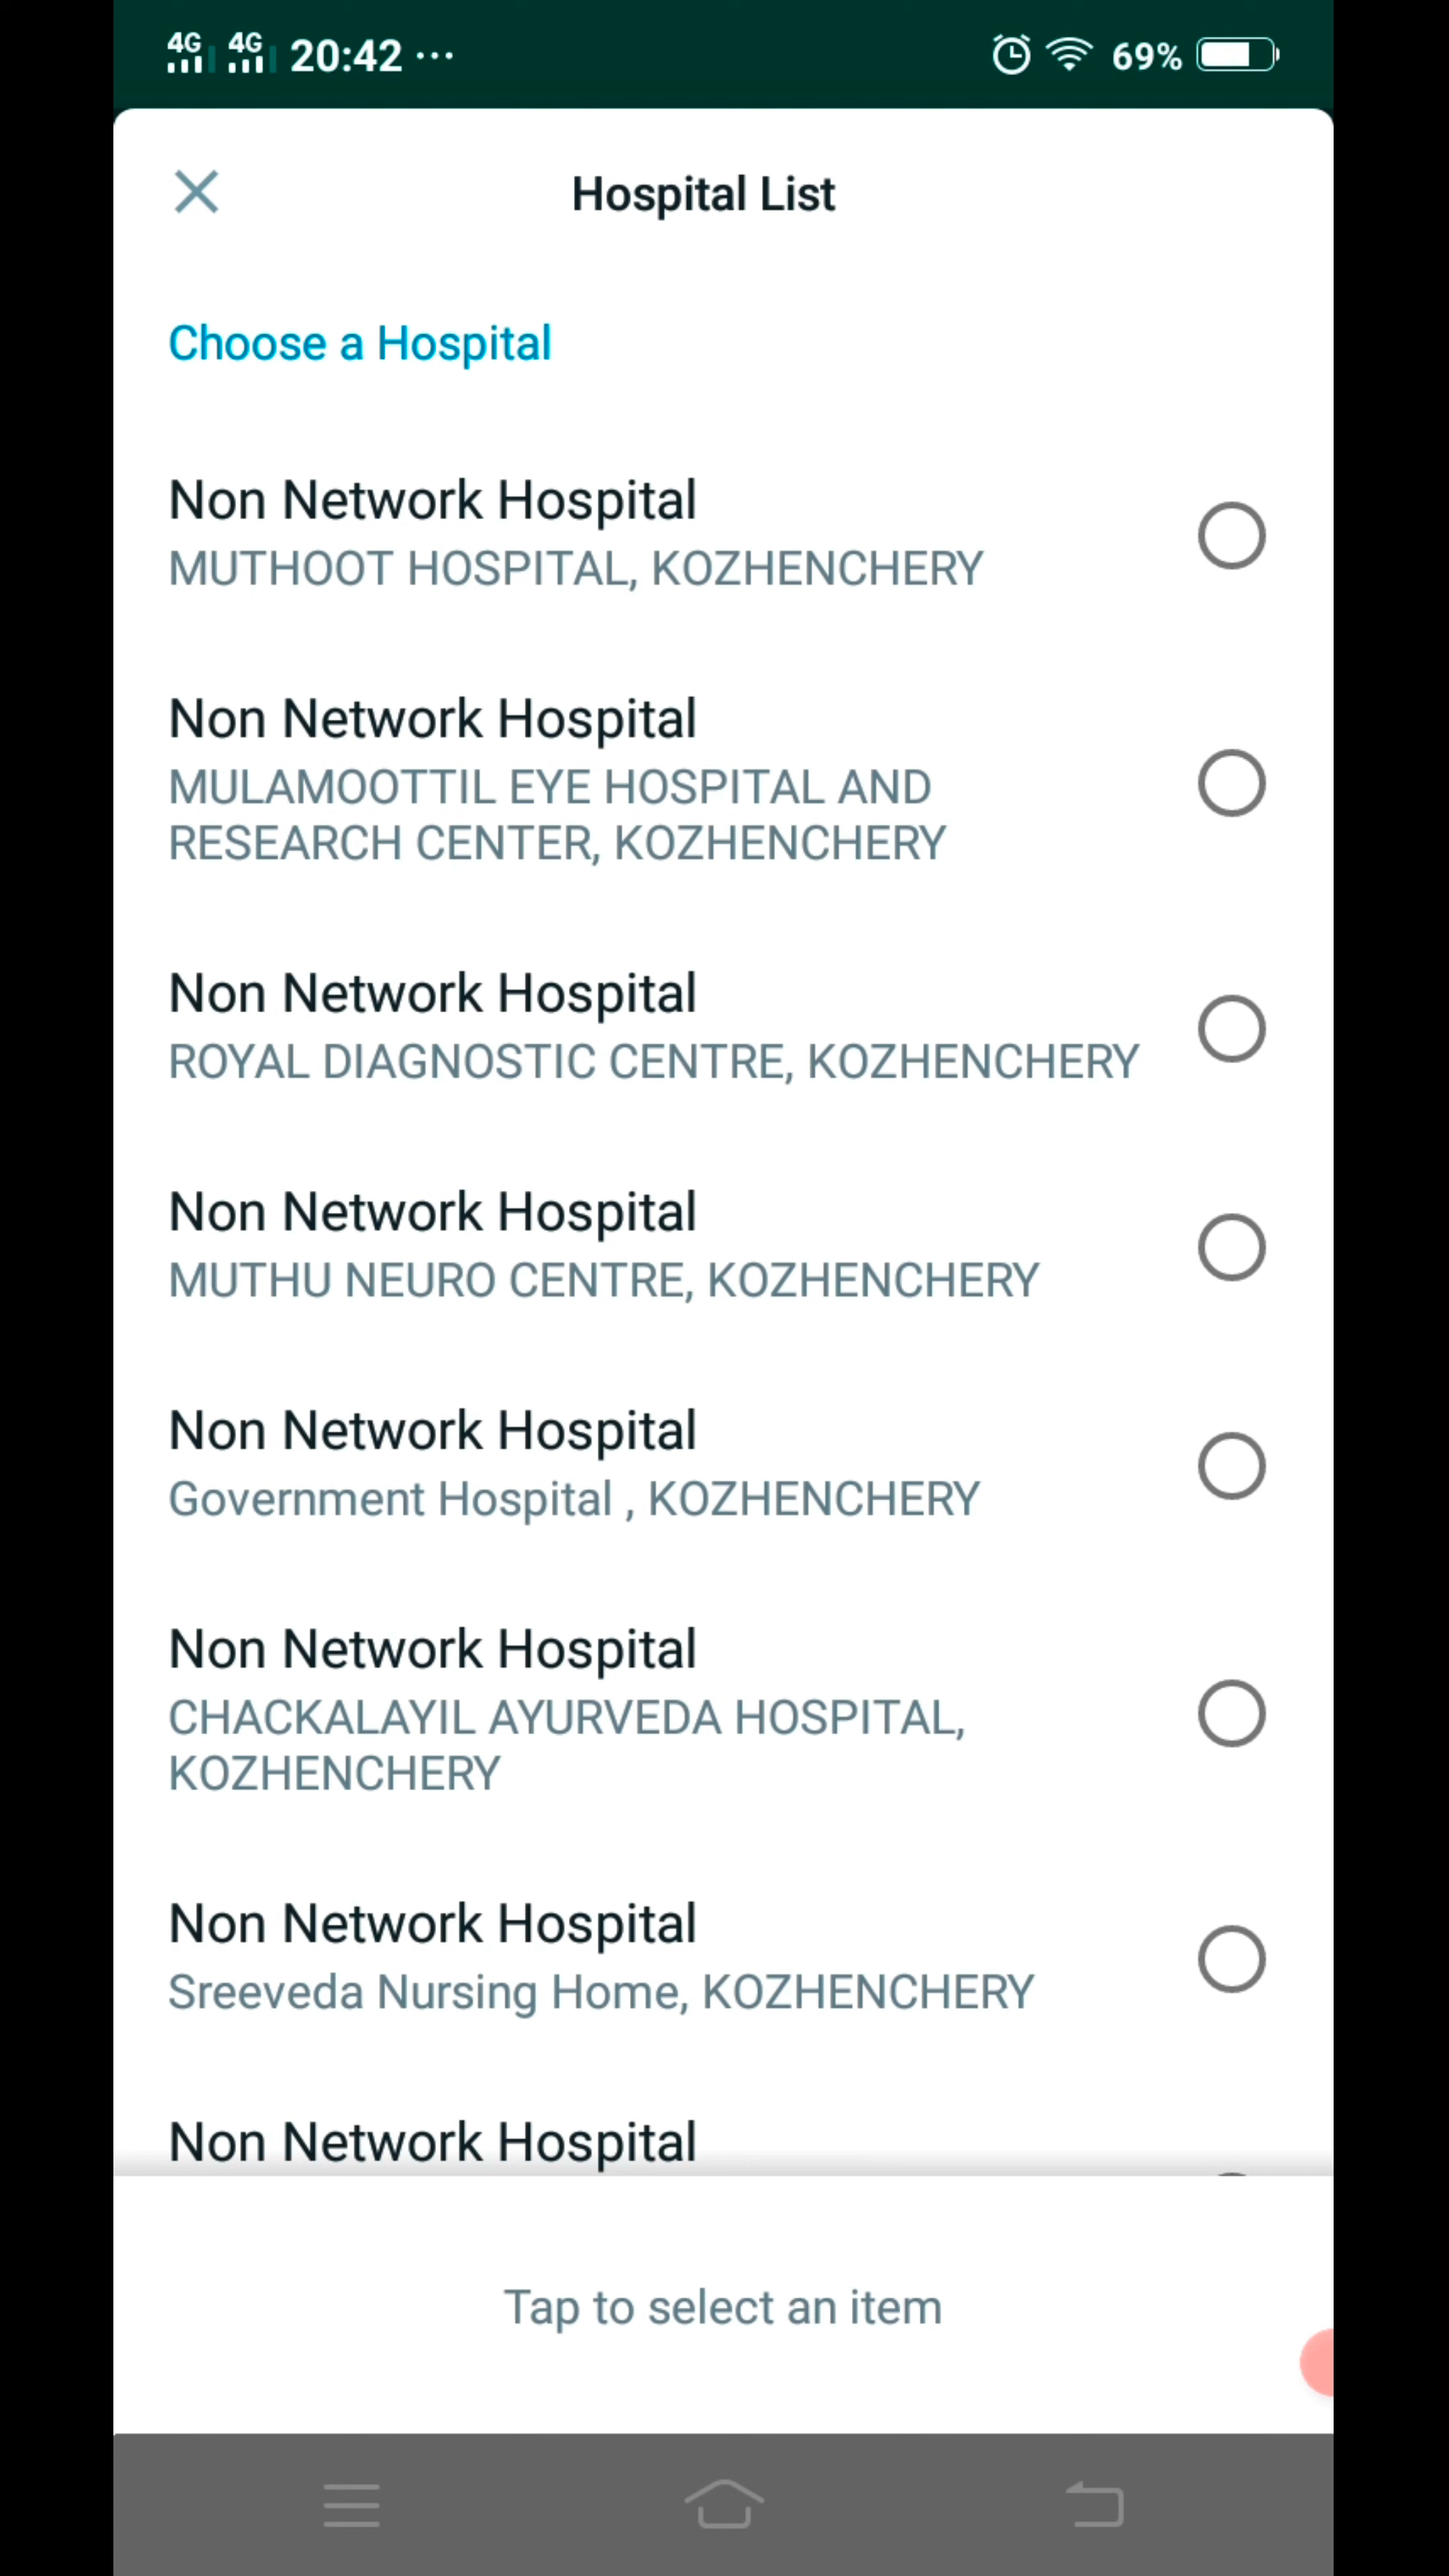 4G 4G 20:42 ... 69%
Hospital List
Choose a Hospital
Non Network Hospital
MUTHOOT HOSPITAL, KOZHENCHERY
Non Network Hospital
MULAMOOTTIL EYE HOSPITAL AND
RESEARCH CENTER, KOZHENCHERY
Non Network Hospital
ROYAL DIAGNOSTIC CENTRE, KOZHENCHERY
Non Network Hospital
MUTHU NEURO CENTRE, KOZHENCHERY
Non Network Hospital
Government Hospital , KOZHENCHERY
Non Network Hospital
CHACKALAYIL AYURVEDA HOSPITAL,
KOZHENCHERY
Non Network Hospital
Sreeveda Nursing Home, KOZHENCHERY
Non Network Hospital
Tap to select an item